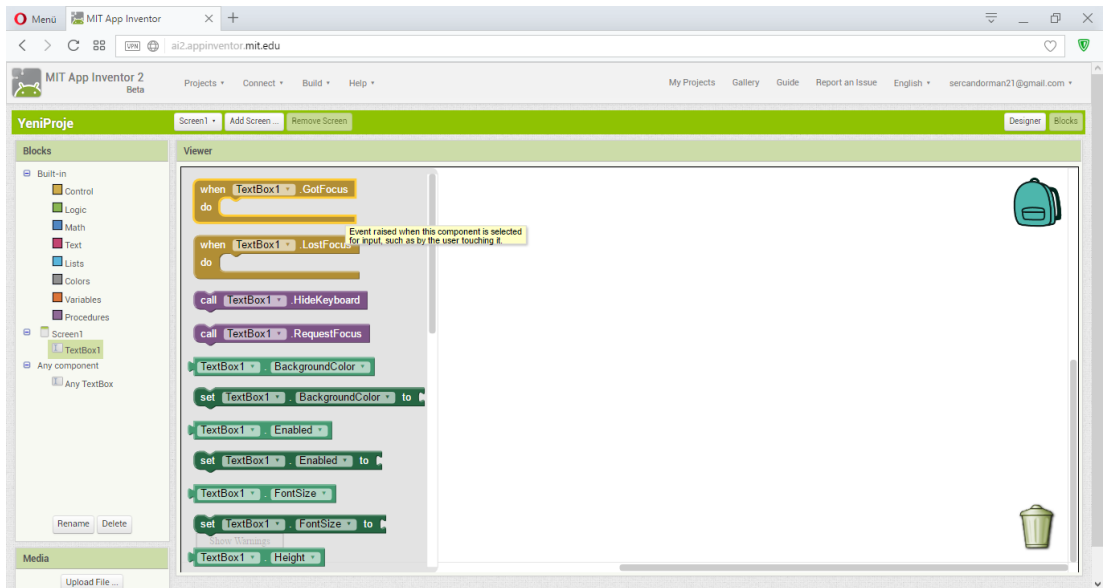 Menü MIT App Inventor
VPN ai2.appinventor.mit.edu
MIT App Inventor 2
Beta
Projects Connect Build Help My Projects Gallery Guide Report an Issue English sercandorman21@gmail.com
YeniProje Screen1 Add Screen ... Remove Screen Designer Blocks
Blocks Viewer
Built-in
Control
Logic
Math
Text
Lists
Colors
Variables
Procedures
Screen1
TextBox1
Any component
Any TextBox
Rename Delete
Media
Upload File ...
when TextBox1 .GotFocus
do
Event raised when this component is selected
for input, such as by the user touching it.
when TextBox1 .LostFocus
do
call TextBox1 .HideKeyboard
call TextBox1 .RequestFocus
TextBox1 . BackgroundColor
set TextBox1 . BackgroundColor to
TextBox1 . Enabled
set TextBox1 . Enabled to
TextBox1 . FontSize
set TextBox1 . FontSize to
Show Warnings
TextBox1 . Height